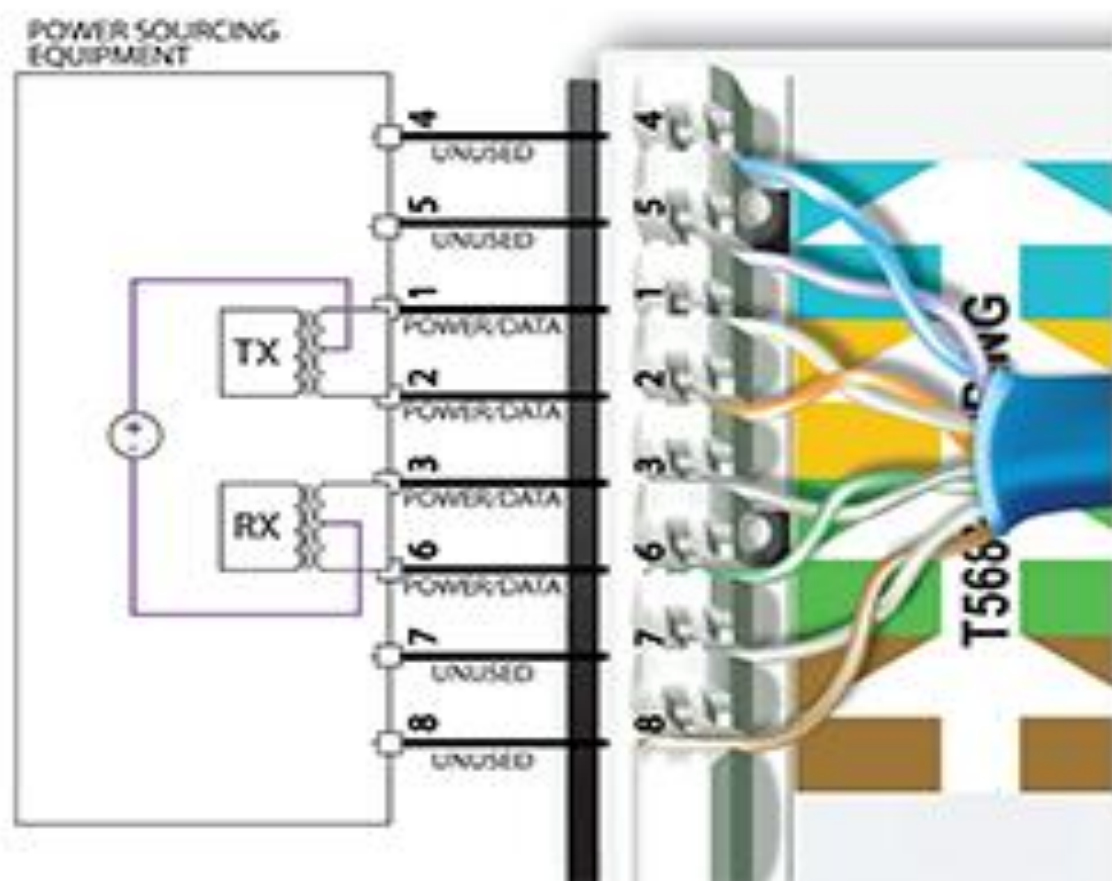 POWER SOURCING
EQUIPMENT
4
UNUSED
4
5
UNUSED
5
1
POWER/DATA
1
TX
2
POWER/DATA
2
+
-
3
POWER/DATA
3
RX
6
POWER/DATA
6
7
UNUSED
7
8
UNUSED
8
T568